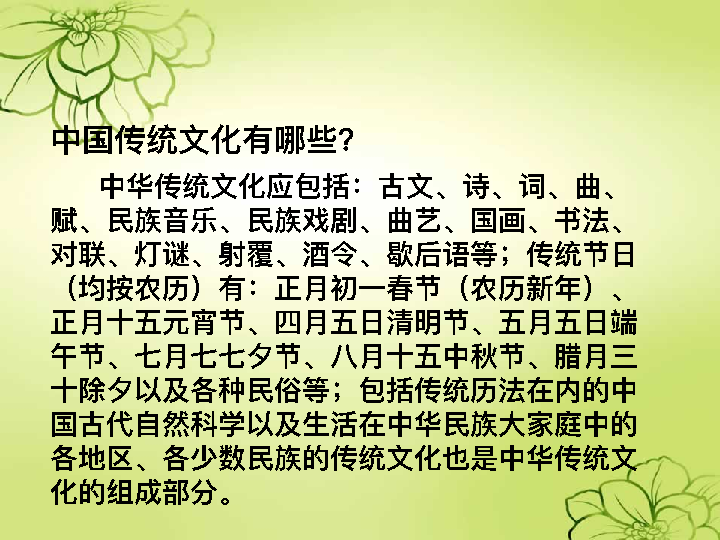 中国传统文化有哪些?
中华传统文化应包括：古文、诗、词、曲、
赋、民族音乐、民族戏剧、曲艺、国画、书法、
对联、灯谜、射覆、酒令、歇后语等；传统节日
（均按农历）有：正月初一春节（农历新年）、
正月十五元宵节、四月五日清明节、五月五日端
午节、七月七七夕节、八月十五中秋节、腊月三
十除夕以及各种民俗等；包括传统历法在内的中
国古代自然科学以及生活在中华民族大家庭中的
各地区、各少数民族的传统文化也是中华传统文
化的组成部分。